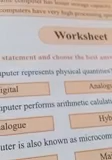 computers have very high processing
Worksheet
statement and choose the best answer
puter represents physical quantities
igital
Analog
puter performs arithmetic calculat
alogue
Hyb
uter is also known as microcom